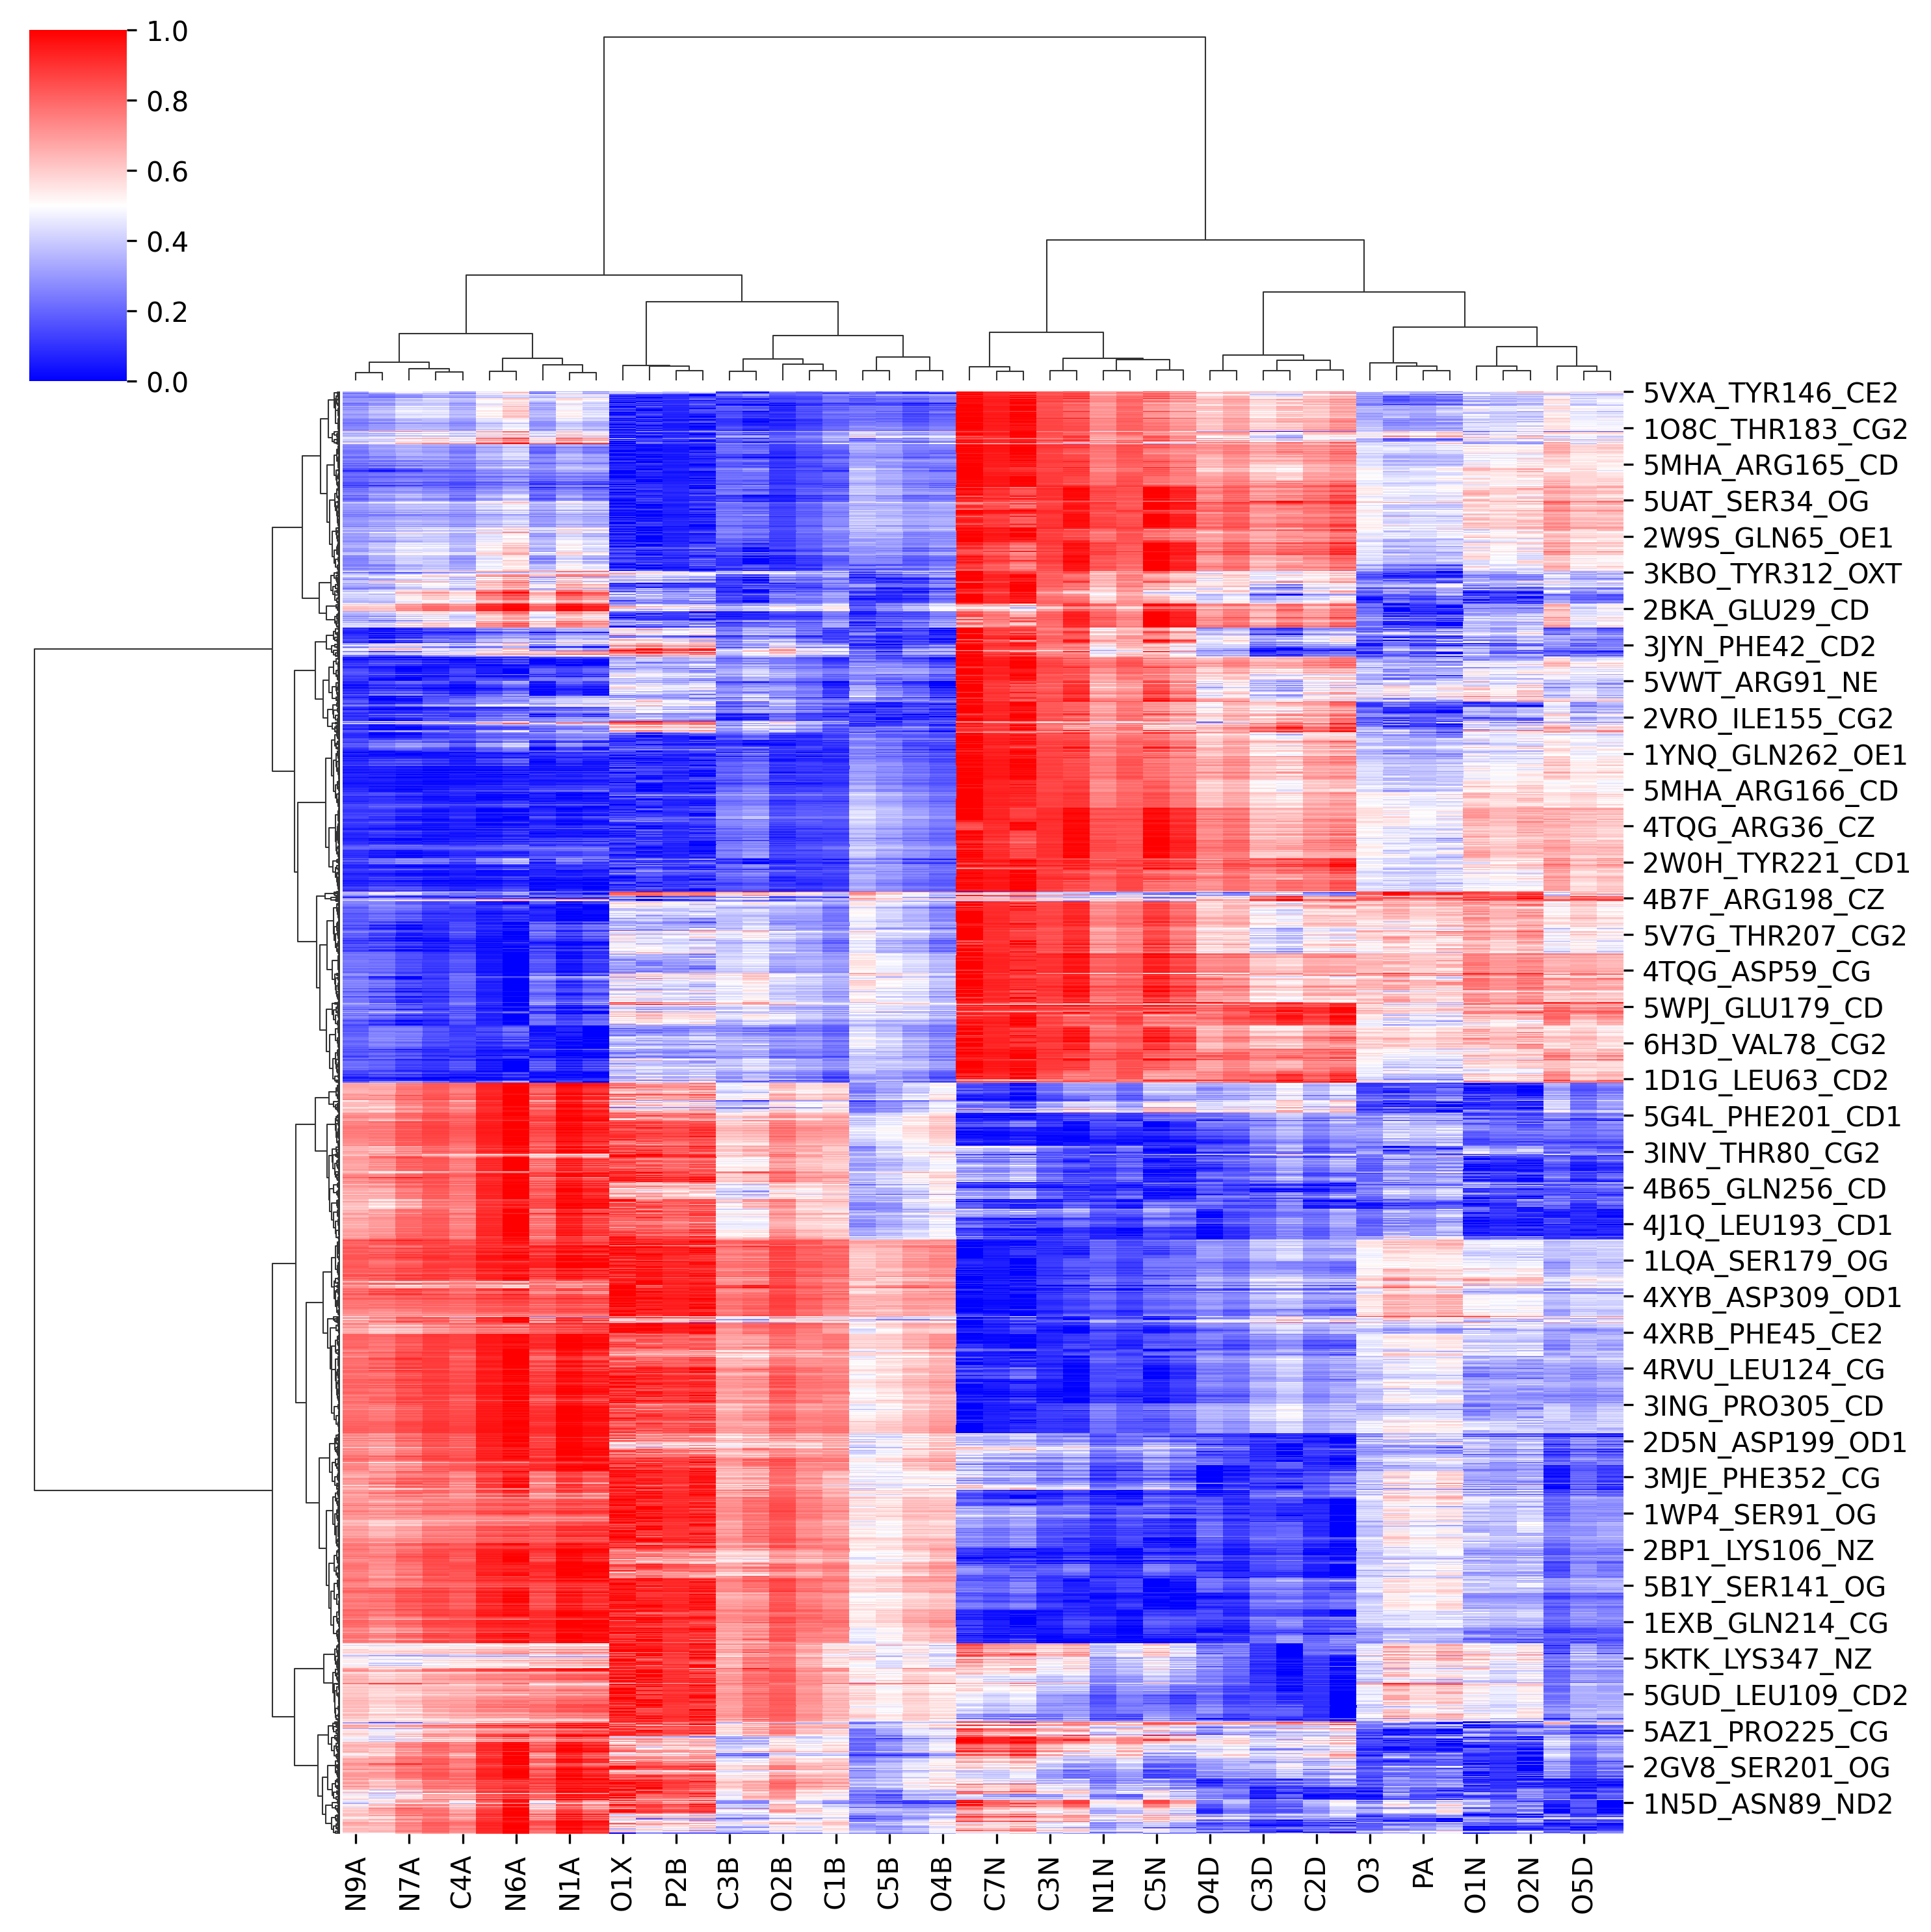 1.0
0.8
0.6
0.4
0.2
0.0
5VXA_TYR146_CE2
1O8C_THR183_CG2
5MHA_ARG165_CD
5UAT_SER34_OG
2W9S_GLN65_OE1
3KBO_TYR312_OXT
2BKA_GLU29_CD
3JYN_PHE42_CD2
5VWT_ARG91_NE
2VRO_ILE155_CG2
1YNQ_GLN262_OE1
5MHA_ARG166_CD
4TQG_ARG36_CZ
2W0H_TYR221_CD1
4B7F_ARG198_CZ
5V7G_THR207_CG2
4TQG_ASP59_CG
5WPJ_GLU179_CD
6H3D_VAL78_CG2
1D1G_LEU63_CD2
5G4L_PHE201_CD1
3INV_THR80_CG2
4B65_GLN256_CD
4J1Q_LEU193_CD1
1LQA_SER179_OG
4XYB_ASP309_OD1
4XRB_PHE45_CE2
4RVU_LEU124_CG
3ING_PRO305_CD
2D5N_ASP199_OD1
3MJE_PHE352_CG
1WP4_SER91_OG
2BP1_LYS106_NZ
5B1Y_SER141_OG
1EXB_GLN214_CG
5KTK_LYS347_NZ
5GUD_LEU109_CD2
5AZ1_PRO225_CG
2GV8_SER201_OG
1N5D_ASN89_ND2
N9A
N7A
C4A
N6A
N1A
O1X
P2B
C3B
O2B
C1B
C5B
O4B
C7N
C3N
N1N
C5N
O4D
C3D
C2D
O3
PA
O1N
O2N
O5D